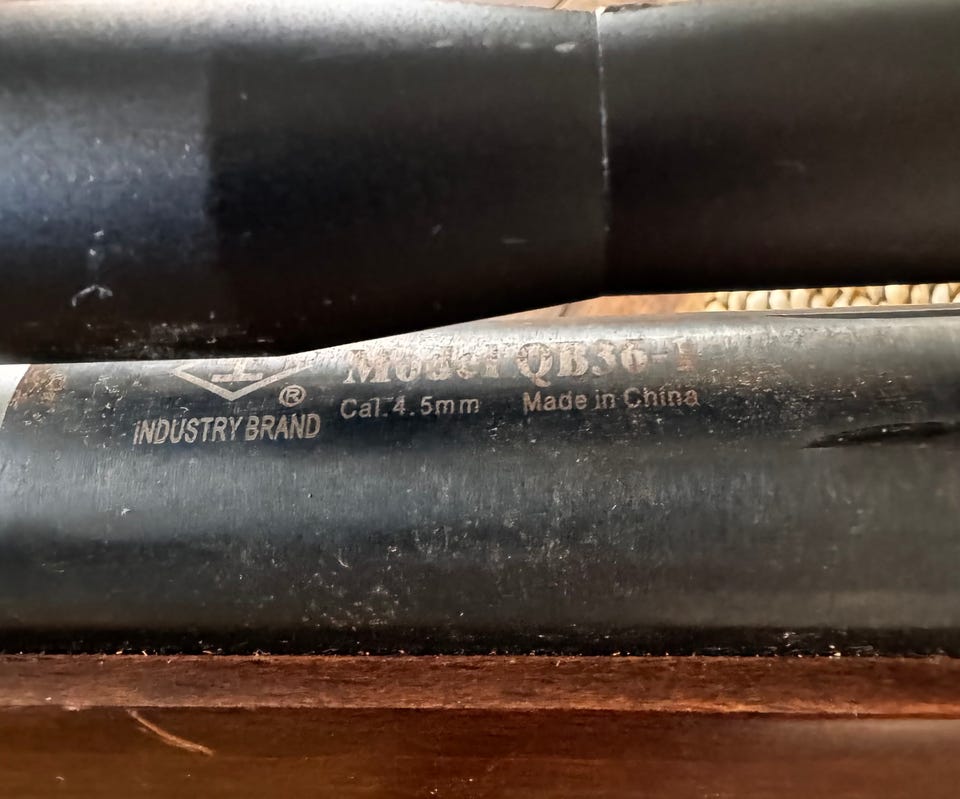 Model QB36-1
® Cal.4.5mm Made in China
INDUSTRY BRAND